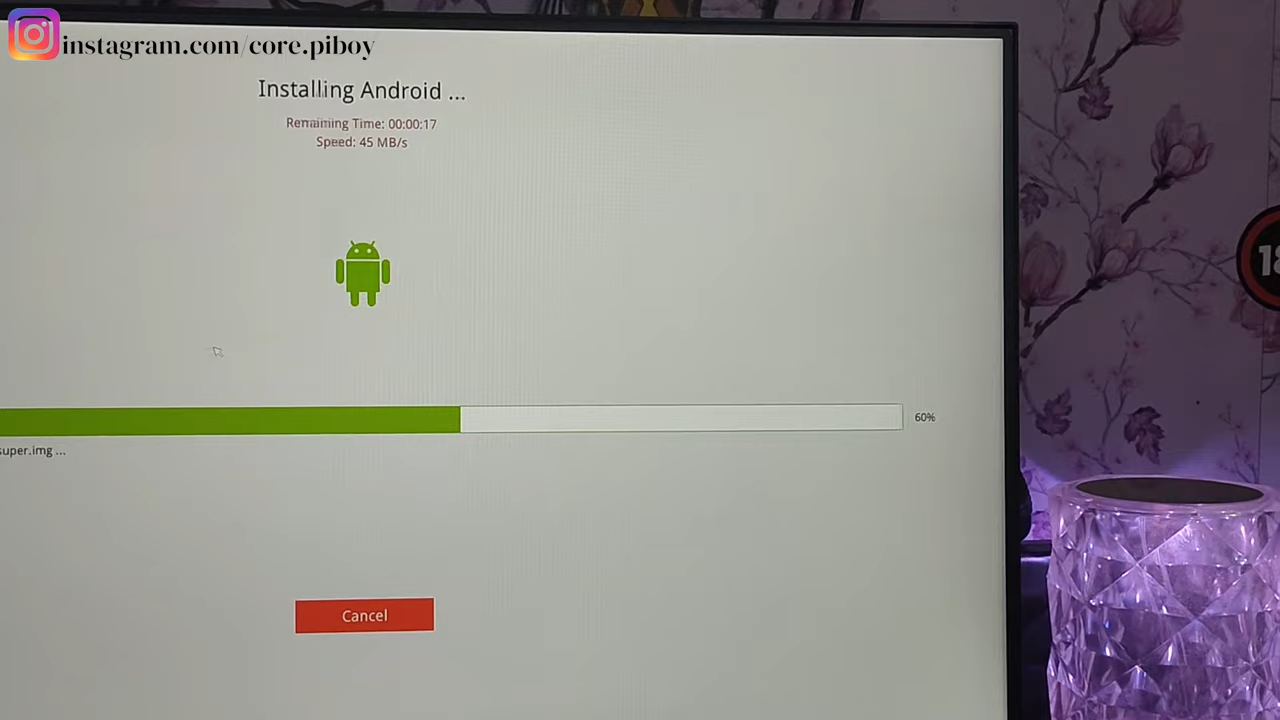 instagram.com/core.piboy
Installing Android ...
Remaining Time: 00:00:17
Speed: 45 MB/s
60%
super.img ...
Cancel